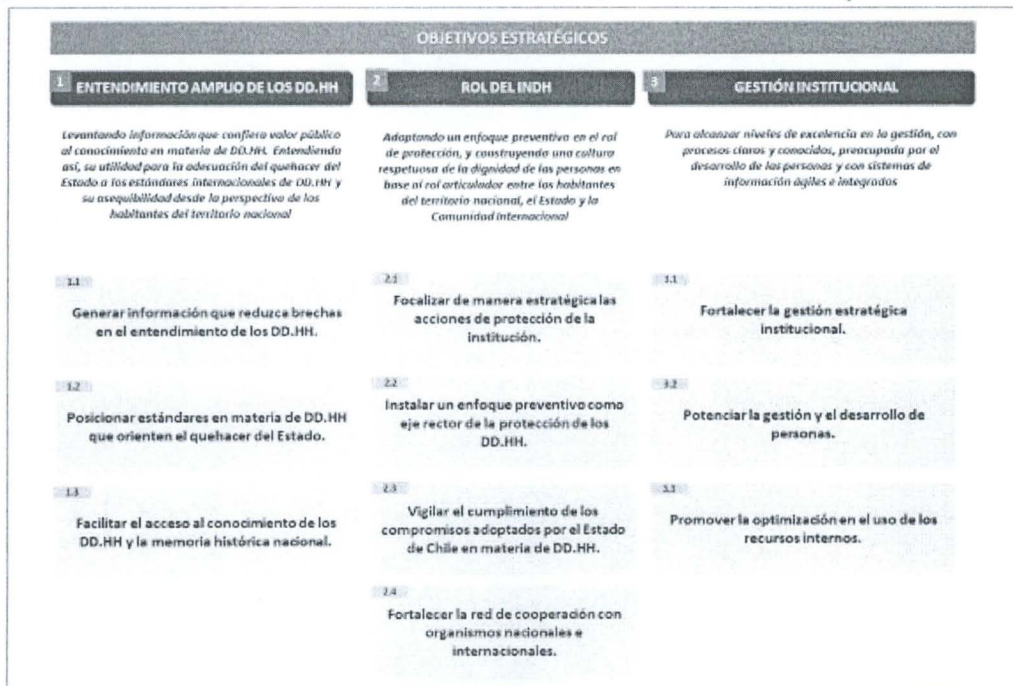 OBJETIVOS ESTRATÉGICOS
1 ENTENDIMIENTO AMPLIO DE LOS DD.HH
Levantando información que confiera valor público
al conocimiento en materia de DD.HH. Entendiendo
así, su utilidad para la adecuación del quehacer del
Estado a los estándares internacionales de DD.HH y
su asequibilidad desde la perspectiva de los
habitantes del territorio nacional
1.1
Generar información que reduzca brechas
en el entendimiento de los DD.HH.
1.2
Posicionar estándares en materia de DD.HH
que orienten el quehacer del Estado.
1.3
Facilitar el acceso al conocimiento de los
DD.HH y la memoria histórica nacional.
2 ROL DEL INDH
Adoptando un enfoque preventivo en el rol
de protección, y construyendo una cultura
respetuosa de la dignidad de las personas en
base al rol articulador entre los habitantes
del territorio nacional, el Estado y la
Comunidad Internacional
2.1
Focalizar de manera estratégica las
acciones de protección de la
institución.
2.2
Instalar un enfoque preventivo como
eje rector de la protección de los
DD.HH.
2.3
Vigilar el cumplimiento de los
compromisos adoptados por el Estado
de Chile en materia de DD.HH.
2.4
Fortalecer la red de cooperación con
organismos nacionales e
internacionales.
3 GESTIÓN INSTITUCIONAL
Para alcanzar niveles de excelencia en la gestión, con
procesos claros y conocidos, preocupada por el
desarrollo de las personas y con sistemas de
información ágiles e integrados
Fortalecer la gestión estratégica
institucional.
3.2
Potenciar la gestión y el desarrollo de
personas.
Promover la optimización en el uso de los
recursos internos.